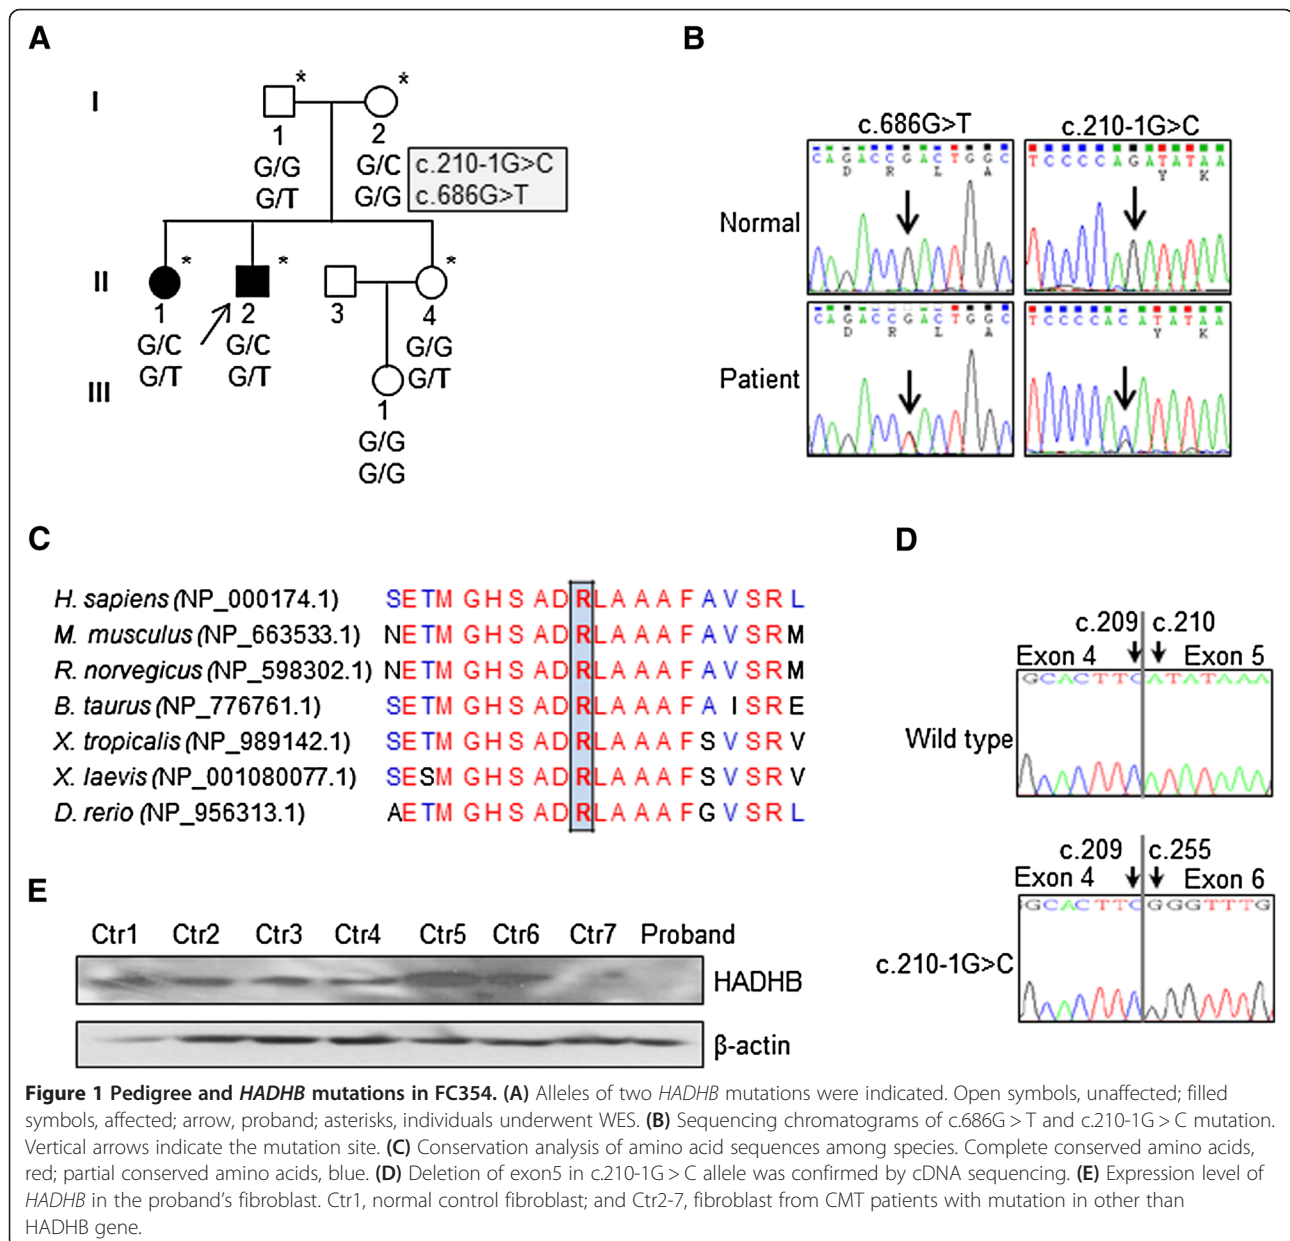 A
I
* *
1 2
G/G G/C c.210-1G>C
G/T G/G c.686G>T
II
* * *
1 2 3 4
G/C G/C G/G
G/T G/T G/T
III
1
G/G
G/G
B
c.686G>T c.210-1G>C
Normal
C A G A C C G A C T G G C
D R L A
T C C C C A G A T A T A A
Y K
Patient
C A G A C C G A C T G G C
D R L A
T C C C C A C A T A T A A
Y K
C
H. sapiens (NP_000174.1) SETMGHSADRLAAAFAVSRL
M. musculus (NP_663533.1) NETMGHSADRLAAAFAVSRM
R. norvegicus (NP_598302.1) NETMGHSADRLAAAFAVSRM
B. taurus (NP_776761.1) SETMGHSADRLAAAFAISRE
X. tropicalis (NP_989142.1) SETMGHSADRLAAAFSVSRV
X. laevis (NP_001080077.1) SESMGHSADRLAAAFSVSRV
D. rerio (NP_956313.1) AETMGHSADRLAAAFGVSRL
D
c.209 c.210
Exon 4 Exon 5
GCACTTCATATAAA
Wild type
c.209 c.255
Exon 4 Exon 6
GCACTTCGGGTTTG
c.210-1G>C
E
Ctr1 Ctr2 Ctr3 Ctr4 Ctr5 Ctr6 Ctr7 Proband
HADHB
β-actin
Figure 1 Pedigree and HADHB mutations in FC354. (A) Alleles of two HADHB mutations were indicated. Open symbols, unaffected; filled
symbols, affected; arrow, proband; asterisks, individuals underwent WES. (B) Sequencing chromatograms of c.686G > T and c.210-1G > C mutation.
Vertical arrows indicate the mutation site. (C) Conservation analysis of amino acid sequences among species. Complete conserved amino acids,
red; partial conserved amino acids, blue. (D) Deletion of exon5 in c.210-1G > C allele was confirmed by cDNA sequencing. (E) Expression level of
HADHB in the proband's fibroblast. Ctr1, normal control fibroblast; and Ctr2-7, fibroblast from CMT patients with mutation in other than
HADHB gene.